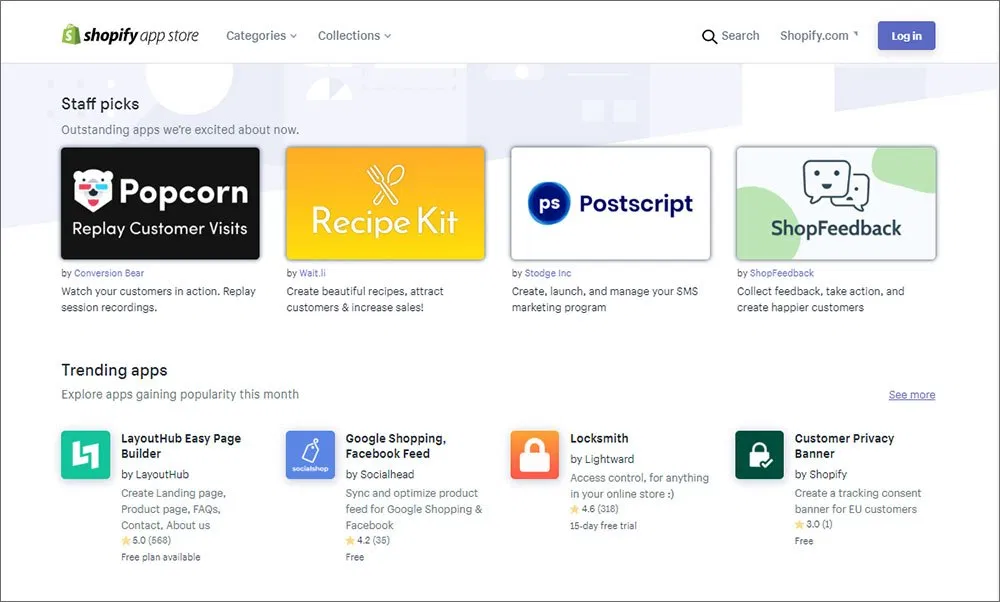 shopify app store Categories Collections Search Shopify.com Log in
Staff picks
Outstanding apps we're excited about now.
Popcorn
Replay Customer Visits
by Conversion Bear
Watch your customers in action. Replay
session recordings.
Recipe Kit
by Wait.li
Create beautiful recipes, attract
customers & increase sales!
ps Postscript
by Stodge Inc
Create, launch, and manage your SMS
marketing program
ShopFeedback
by ShopFeedback
Collect feedback, take action, and
create happier customers
Trending apps
Explore apps gaining popularity this month
See more
LayoutHub Easy Page
Builder
by LayoutHub
Create Landing page,
Product page, FAQs,
Contact, About us
5.0 (568)
Free plan available
socialshop
Google Shopping,
Facebook Feed
by Socialhead
Sync and optimize product
feed for Google Shopping &
Facebook
4.2 (35)
Free
Locksmith
by Lightward
Access control, for anything
in your online store :)
4.6 (318)
15-day free trial
Customer Privacy
Banner
by Shopify
Create a tracking consent
banner for EU customers
3.0 (1)
Free